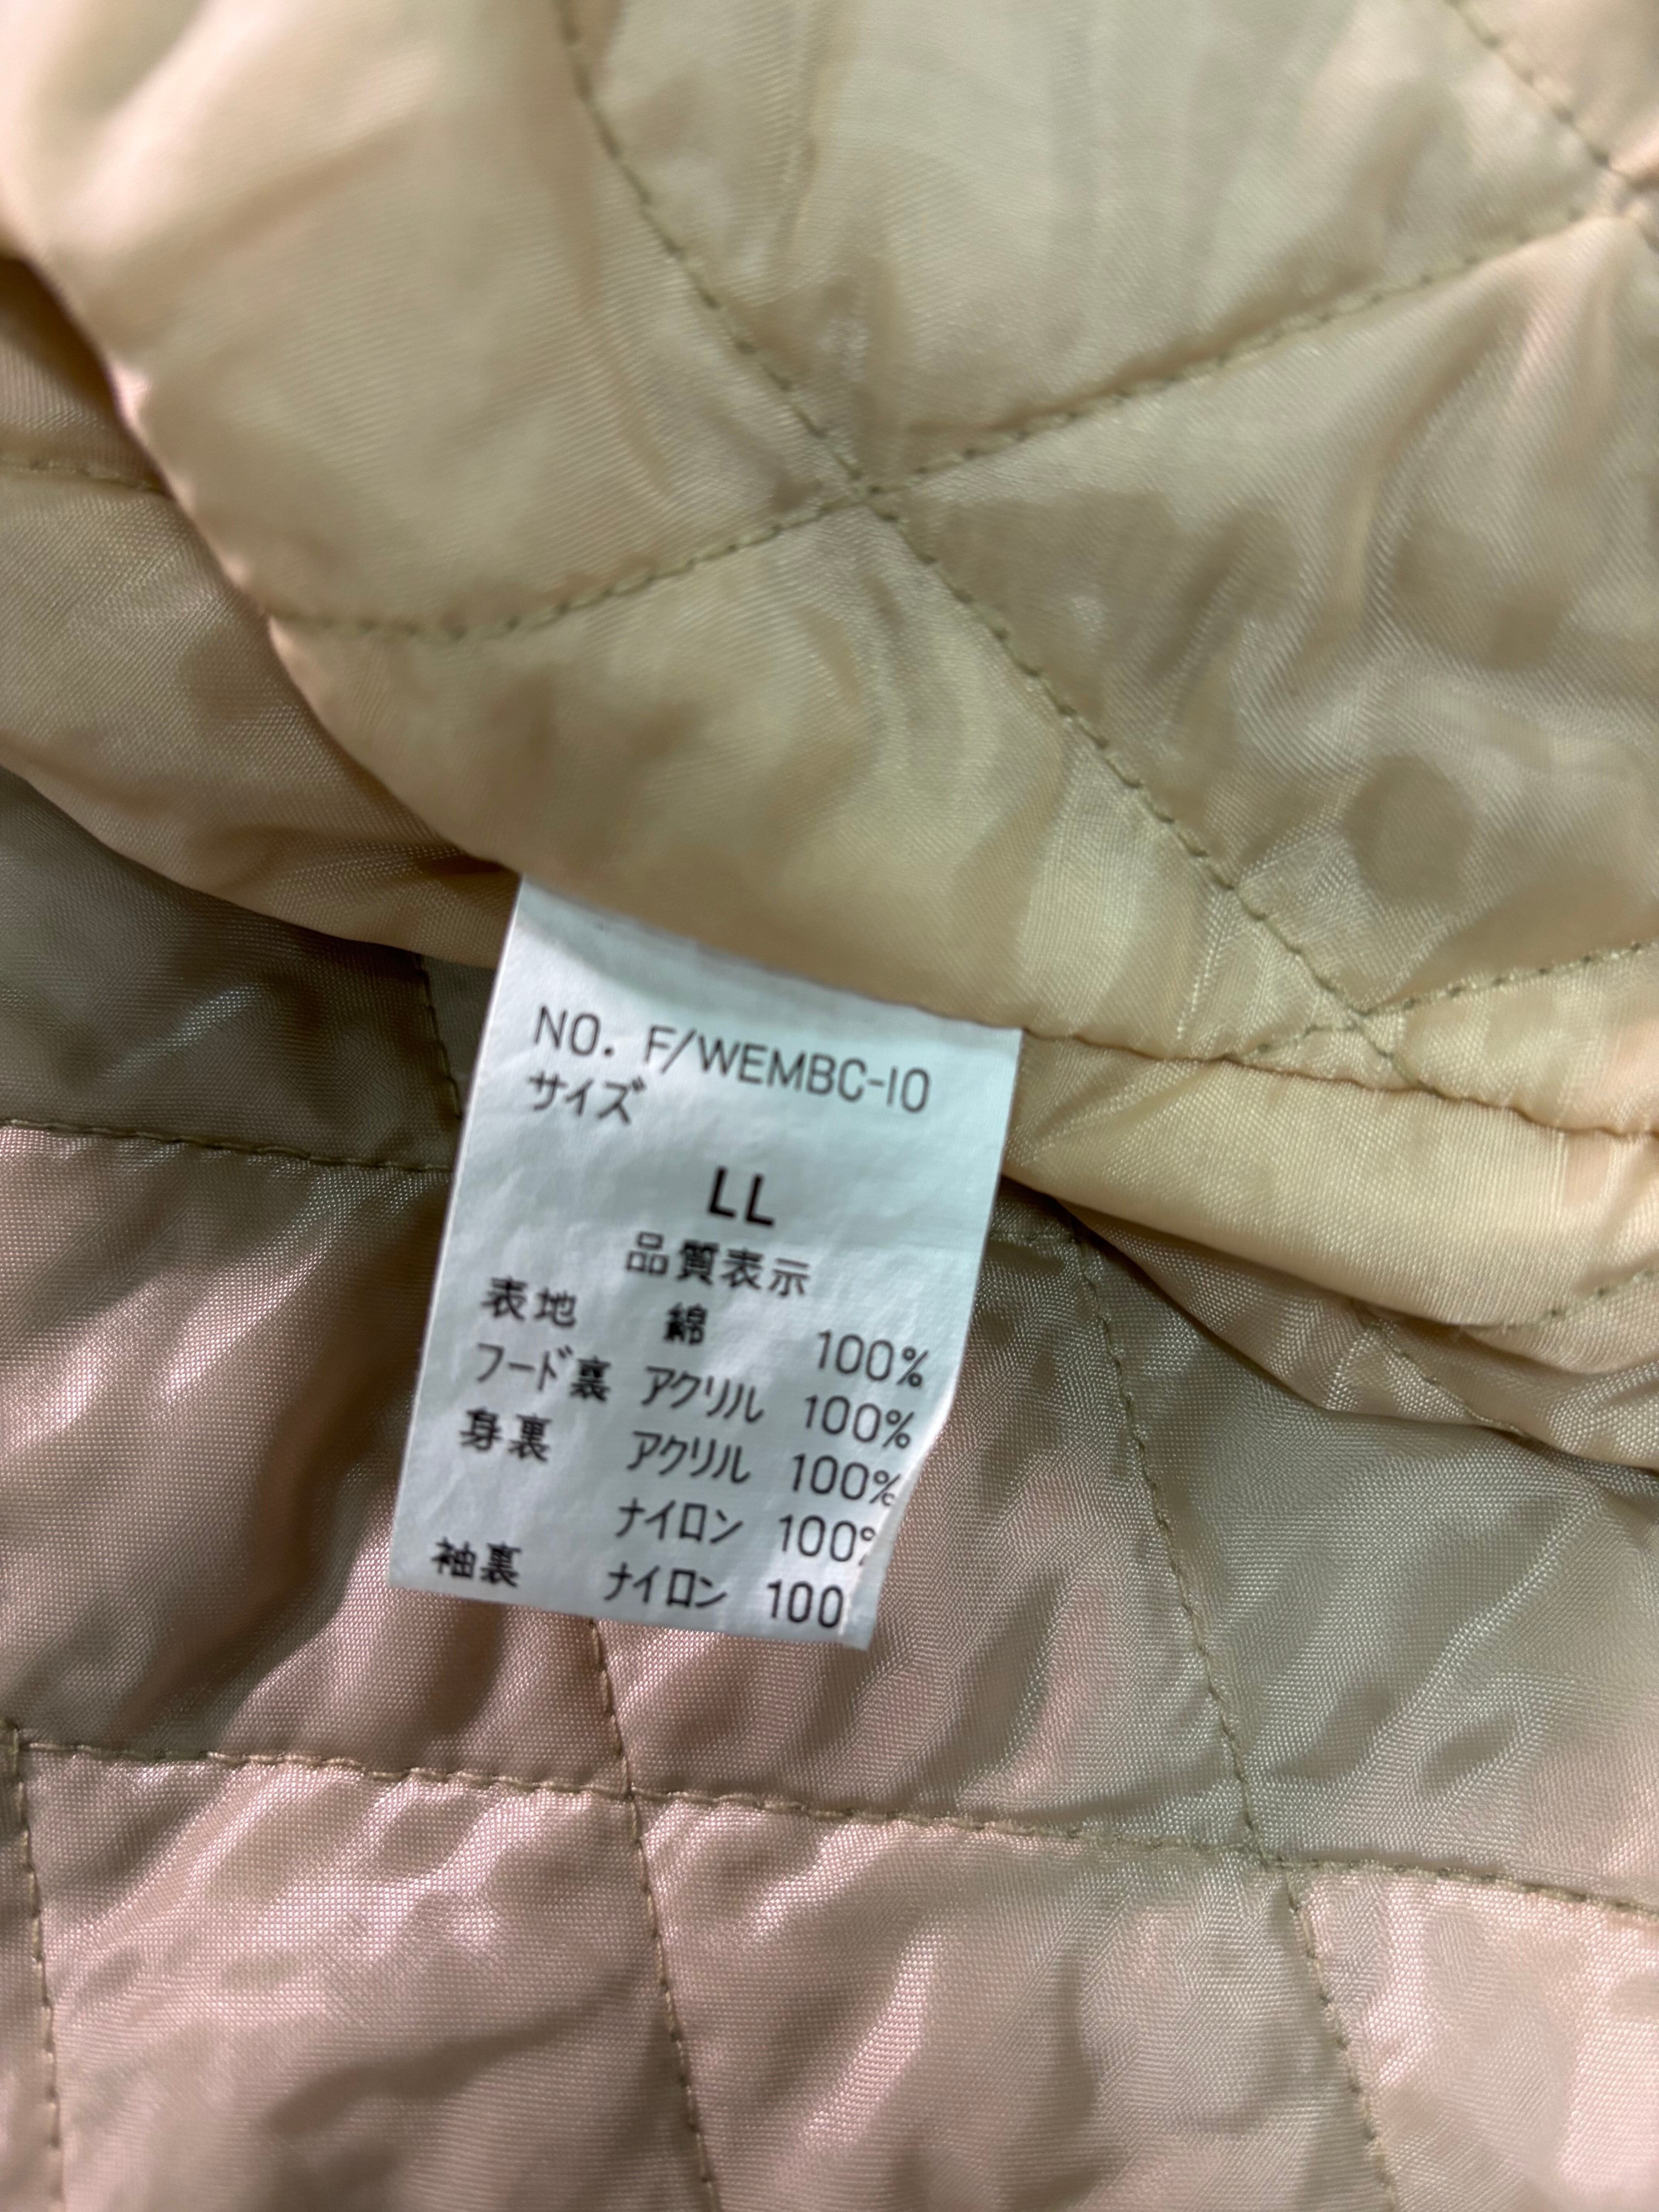 NO. F/WEMBC-10
サイズ
LL
品質表示
表地 綿 100%
フード裏 アクリル 100%
身裏 アクリル 100%
ナイロン 100%
袖裏 ナイロン 100